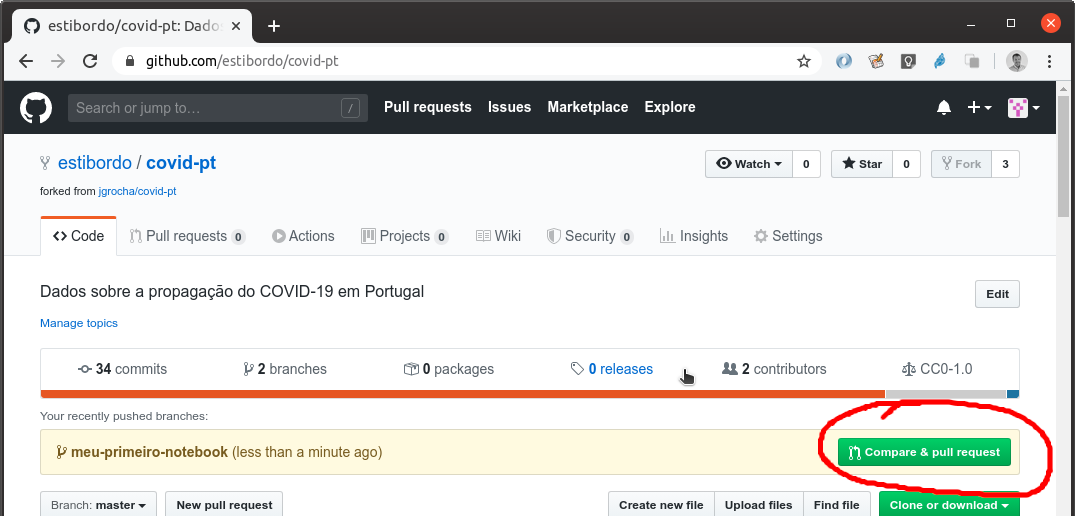 estibordo/covid-pt: Dado
github.com/estibordo/covid-pt
Search or jump to… / Pull requests Issues Marketplace Explore
estibordo / covid-pt Watch 0 Star 0 Fork 3
forked from jgrocha/covid-pt
Code Pull requests 0 Actions Projects 0 Wiki Security 0 Insights Settings
Dados sobre a propagação do COVID-19 em Portugal Edit
Manage topics
34 commits 2 branches 0 packages 0 releases 2 contributors CC0-1.0
Your recently pushed branches:
meu-primeiro-notebook (less than a minute ago) Compare & pull request
Branch: master New pull request Create new file Upload files Find file Clone or download